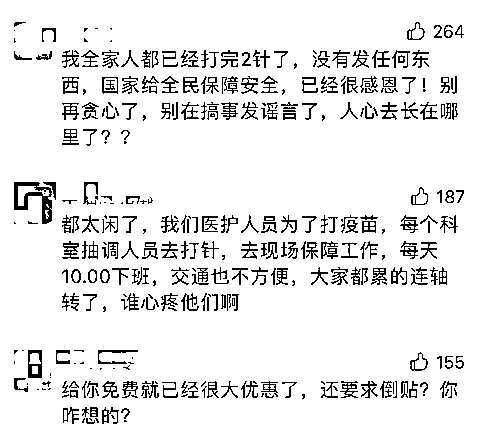 264
我全家人都已经打完2针了，没有发任何东
西，国家给全民保障安全，已经很感恩了！别
再贪心了，别在搞事发谣言了，人心去长在哪
里了？？
187
都太闲了，我们医护人员为了打疫苗，每个科
室抽调人员去打针，去现场保障工作，每天
10.00下班，交通也不方便，大家都累的连轴
转了，谁心疼他们啊
155
给你免费就已经很大优惠了，还要求倒贴？你
咋想的？